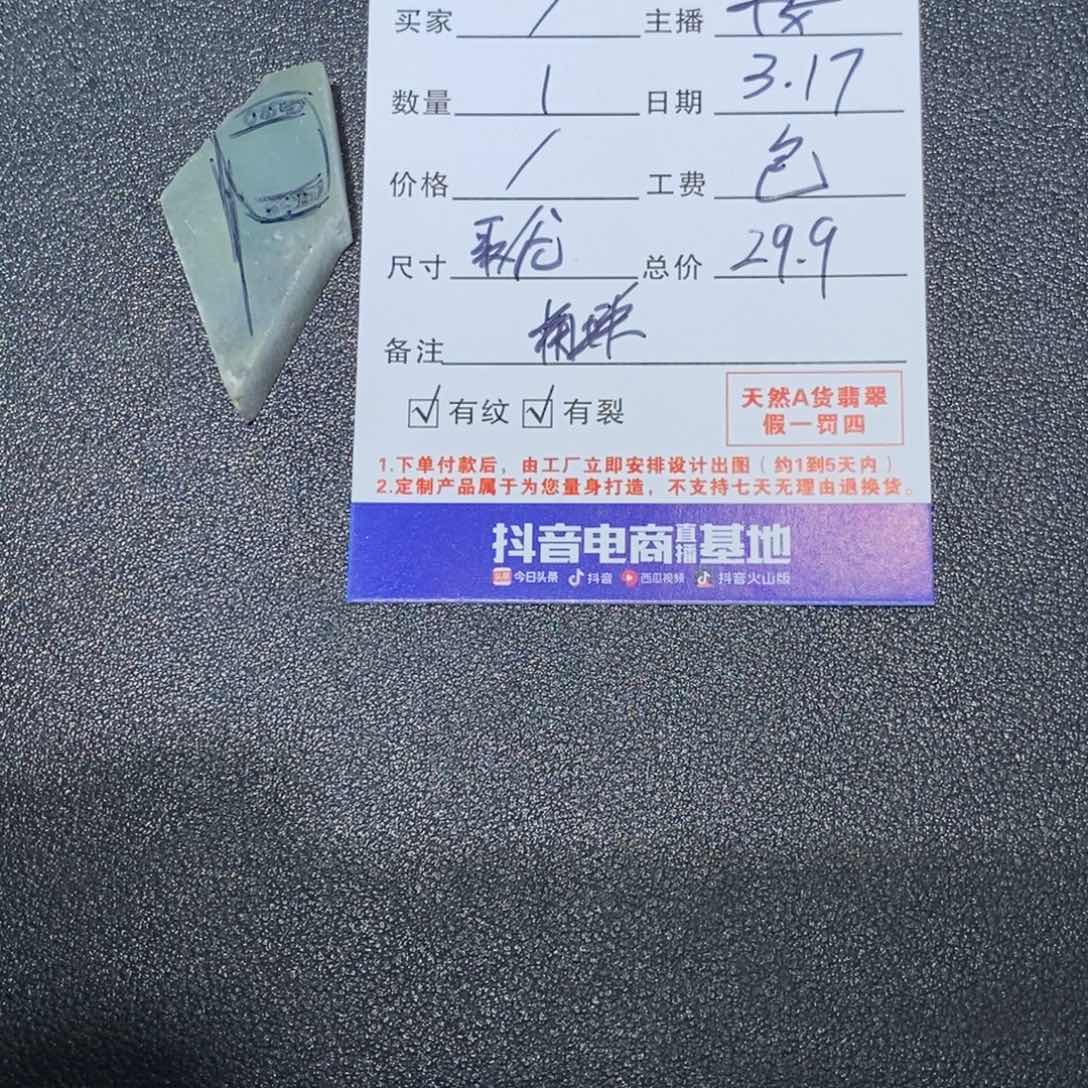 买家 / 主播
数量 1 日期 3.17
价格 / 工费 包
尺寸 总价 29.9
备注
☑有纹 ☑有裂
天然A货翡翠
假一罚四
1.下单付款后，由工厂立即安排设计出图（约1到5天内）
2.定制产品属于为您量身打造，不支持七天无理由退换货。
抖音电商直播基地
头条 今日头条 抖音 西瓜视频 抖音火山版